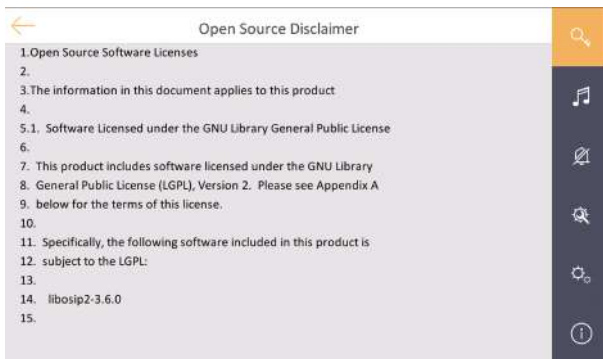 Open Source Disclaimer
1.Open Source Software Licenses
2.
3.The information in this document applies to this product
4.
5.1.  Software Licensed under the GNU Library General Public License
6.
7.  This product includes software licensed under the GNU Library
8.  General Public License (LGPL), Version 2.  Please see Appendix A
9.  below for the terms of this license.
10.
11.  Specifically, the following software included in this product is
12.  subject to the LGPL:
13.
14.   libosip2-3.6.0
15.